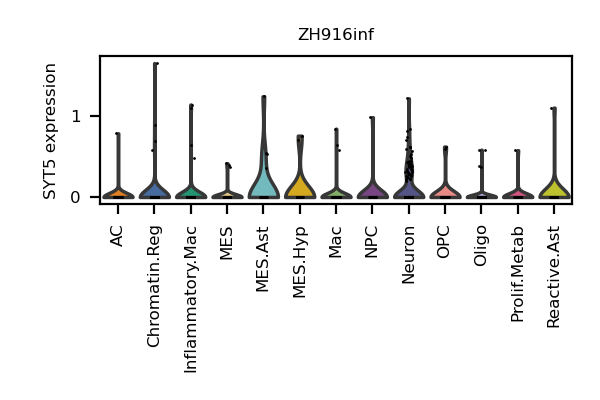 ZH916inf
SYT5 expression
1
0
AC
Chromatin.Reg
Inflammatory.Mac
MES
MES.Ast
MES.Hyp
Mac
NPC
Neuron
OPC
Oligo
Prolif.Metab
Reactive.Ast